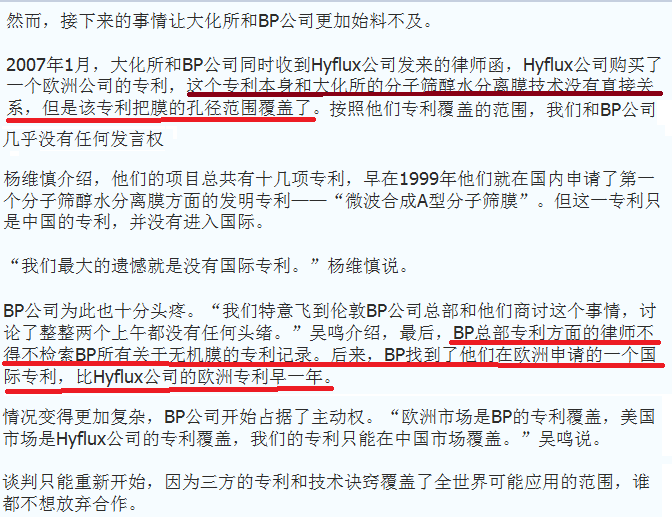 然而，接下来的事情让大化所和BP公司更加始料不及。
2007年1月，大化所和BP公司同时收到Hyflux公司发来的律师函，Hyflux公司购买了
一个欧洲公司的专利，这个专利本身和大化所的分子筛醇水分离膜技术没有直接关
系，但是该专利把膜的孔径范围覆盖了。按照他们专利覆盖的范围，我们和BP公司
几乎没有任何发言权
杨维慎介绍，他们的项目总共有十几项专利，早在1999年他们就在国内申请了第一
个分子筛醇水分离膜方面的发明专利——“微波合成A型分子筛膜”。但这一专利只
是中国的专利，并没有进入国际。
“我们最大的遗憾就是没有国际专利。”杨维慎说。
BP公司为此也十分头疼。“我们特意飞到伦敦BP公司总部和他们商讨这个事情，讨
论了整整两个上午都没有任何头绪。”吴鸣介绍，最后，BP总部专利方面的律师不
得不检索BP所有关于无机膜的专利记录。后来，BP找到了他们在欧洲申请的一个国
际专利，比Hyflux公司的欧洲专利早一年。
情况变得更加复杂，BP公司开始占据了主动权。“欧洲市场是BP的专利覆盖，美国
市场是Hyflux公司的专利覆盖，我们的专利只能在中国市场覆盖。”吴鸣说。
谈判只能重新开始，因为三方的专利和技术诀窍覆盖了全世界可能应用的范围，谁
都不想放弃合作。